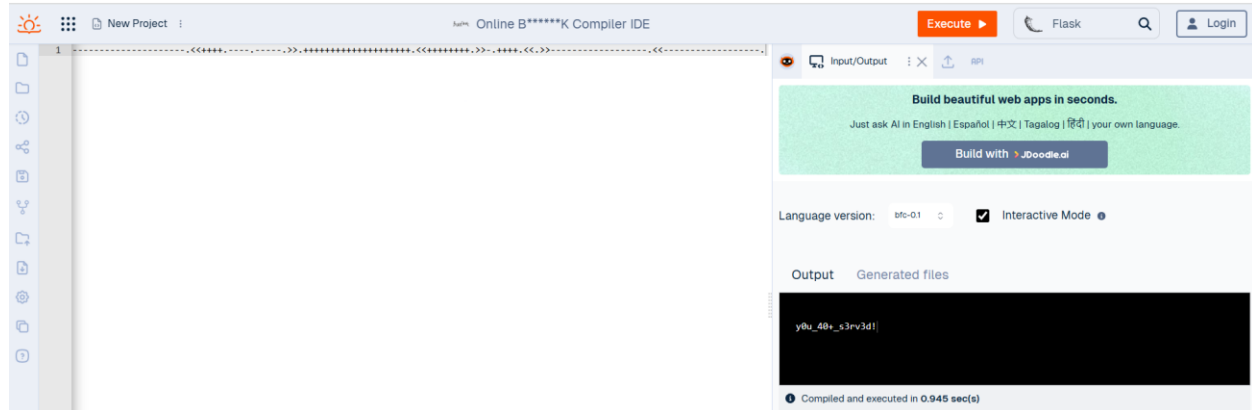 New Project
Online B******K Compiler IDE
Execute
Flask
Login
1
Input/Output
API
Build beautiful web apps in seconds.
Just ask AI in English | Español | 中文 | Tagalog | हिंदी | your own language.
Build with JDoodle.ai
Language version: bfc-0.1 Interactive Mode
Output Generated files
y0u_40+_s3rv3d!
Compiled and executed in 0.945 sec(s)